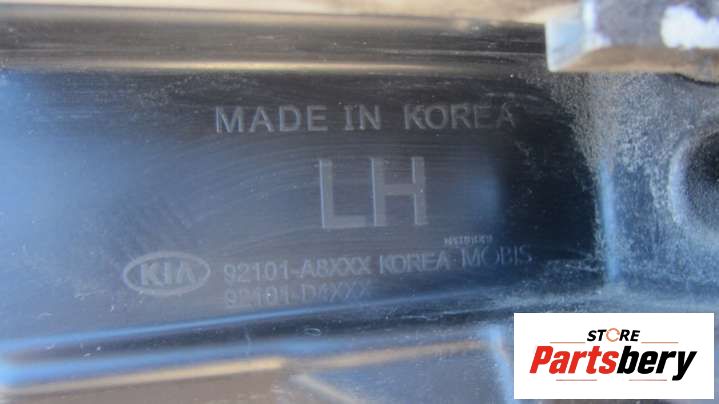 MADE IN KOREA
LH
KIA 92101-A8XXX KOREA MOBIS
92101-D4XXX
STORE
Partsbery